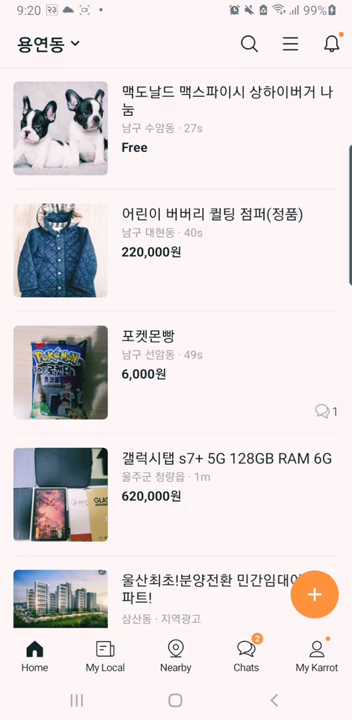 9:20
99%
용연동
맥도날드 맥스파이시 상하이버거 나
눔
남구 수암동 · 27s
Free
어린이 버버리 퀼팅 점퍼(정품)
남구 대현동 · 40s
220,000원
POKÉMON
포켓몬빵
남구 선암동 · 49s
6,000원
1
갤럭시탭 s7+ 5G 128GB RAM 6G
울주군 청량읍 · 1m
620,000원
울산최초!분양전환 민간임대아
파트!
삼산동 · 지역광고
+
2
Home
My Local
Nearby
Chats
My Karrot